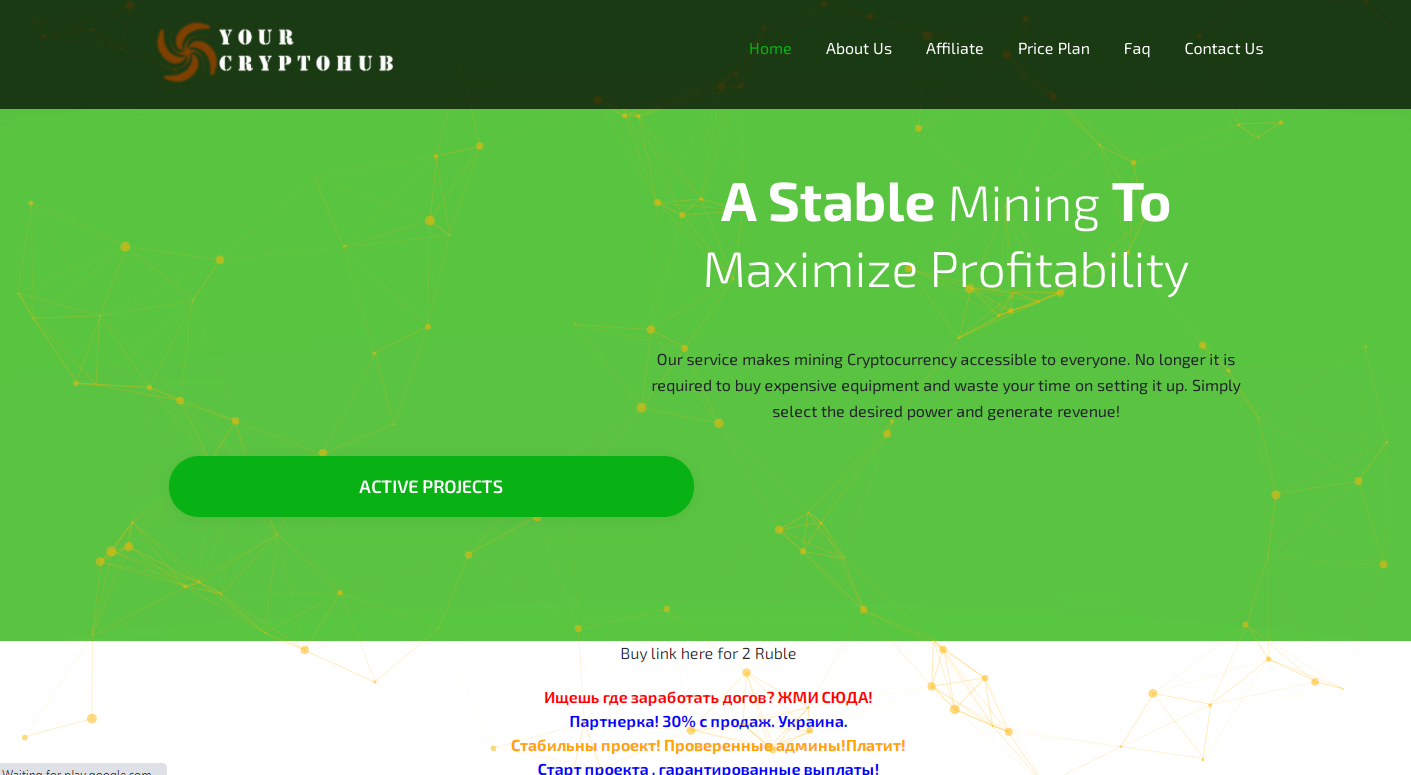 YOUR
CRYPTOHUB
Home About Us Affiliate Price Plan Faq Contact Us
A Stable Mining To
Maximize Profitability
Our service makes mining Cryptocurrency accessible to everyone. No longer it is
required to buy expensive equipment and waste your time on setting it up. Simply
select the desired power and generate revenue!
ACTIVE PROJECTS
Buy link here for 2 Ruble
Ищешь где заработать догов? ЖМИ СЮДА!
Партнерка! 30% с продаж. Украина.
Стабильны проект! Проверенные админы!Платит!
Старт проекта , гарантированные выплаты!
Waiting for play.google.com